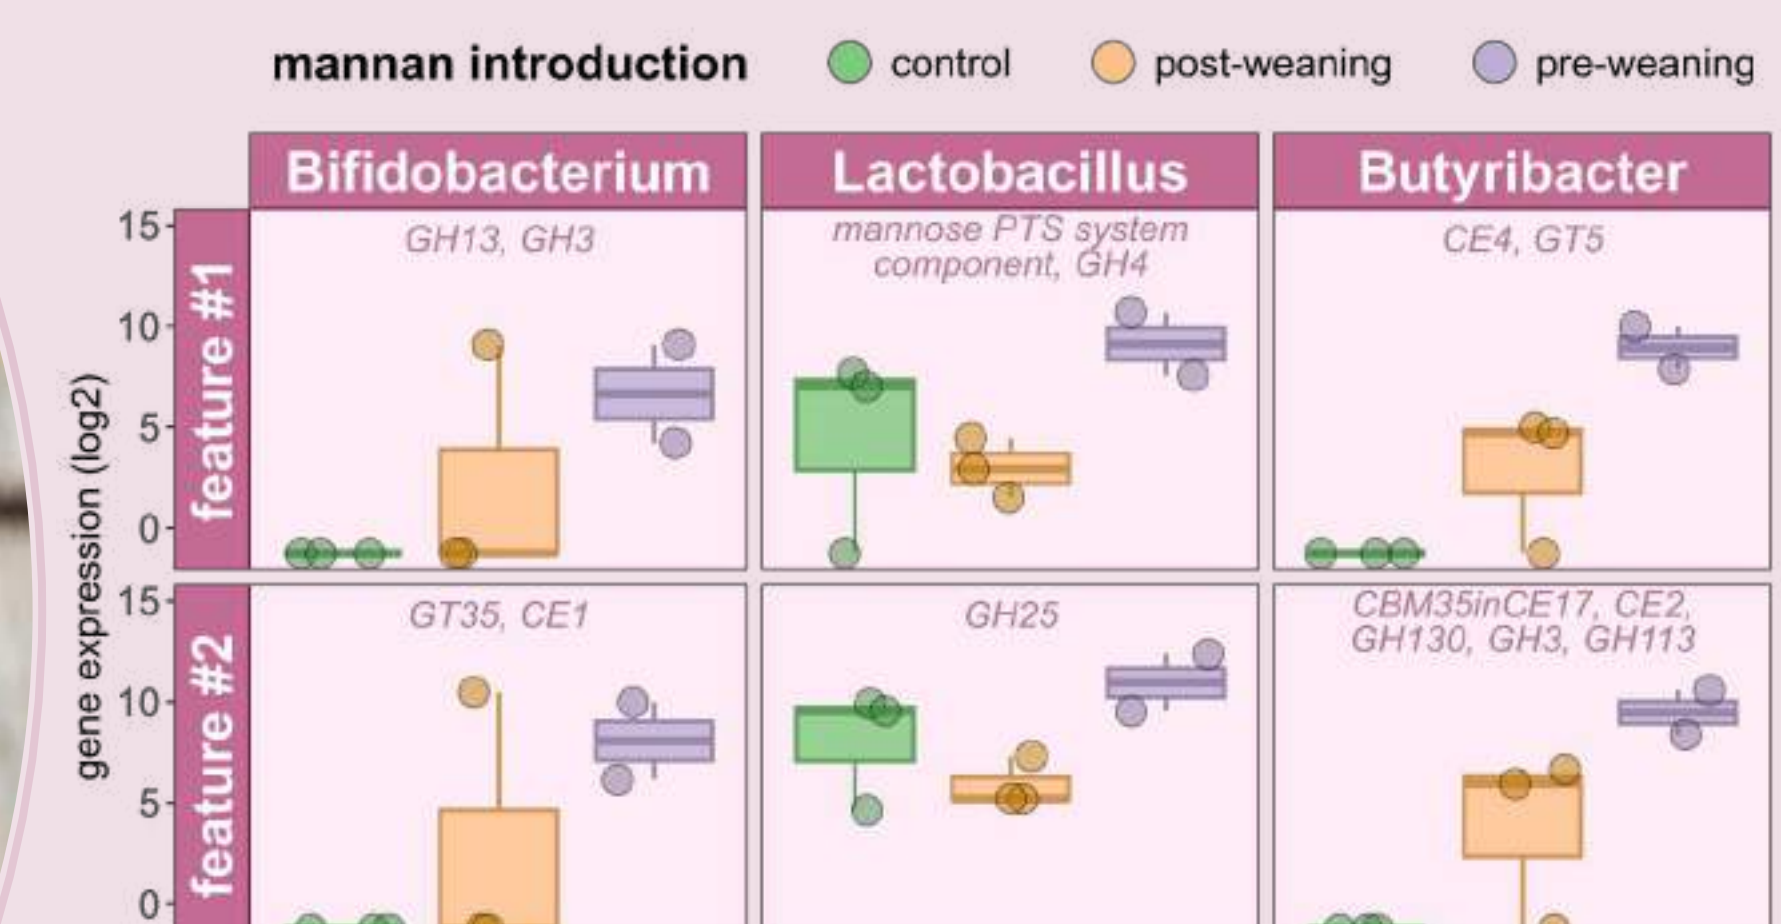 mannan introduction control post-weaning pre-weaning
Bifidobacterium Lactobacillus Butyribacter
gene expression (log2)
feature #1
15
10
5
0
GH13, GH3
mannose PTS system
component, GH4
CE4, GT5
feature #2
15
10
5
0
GT35, CE1
GH25
CBM35inCE17, CE2,
GH130, GH3, GH113